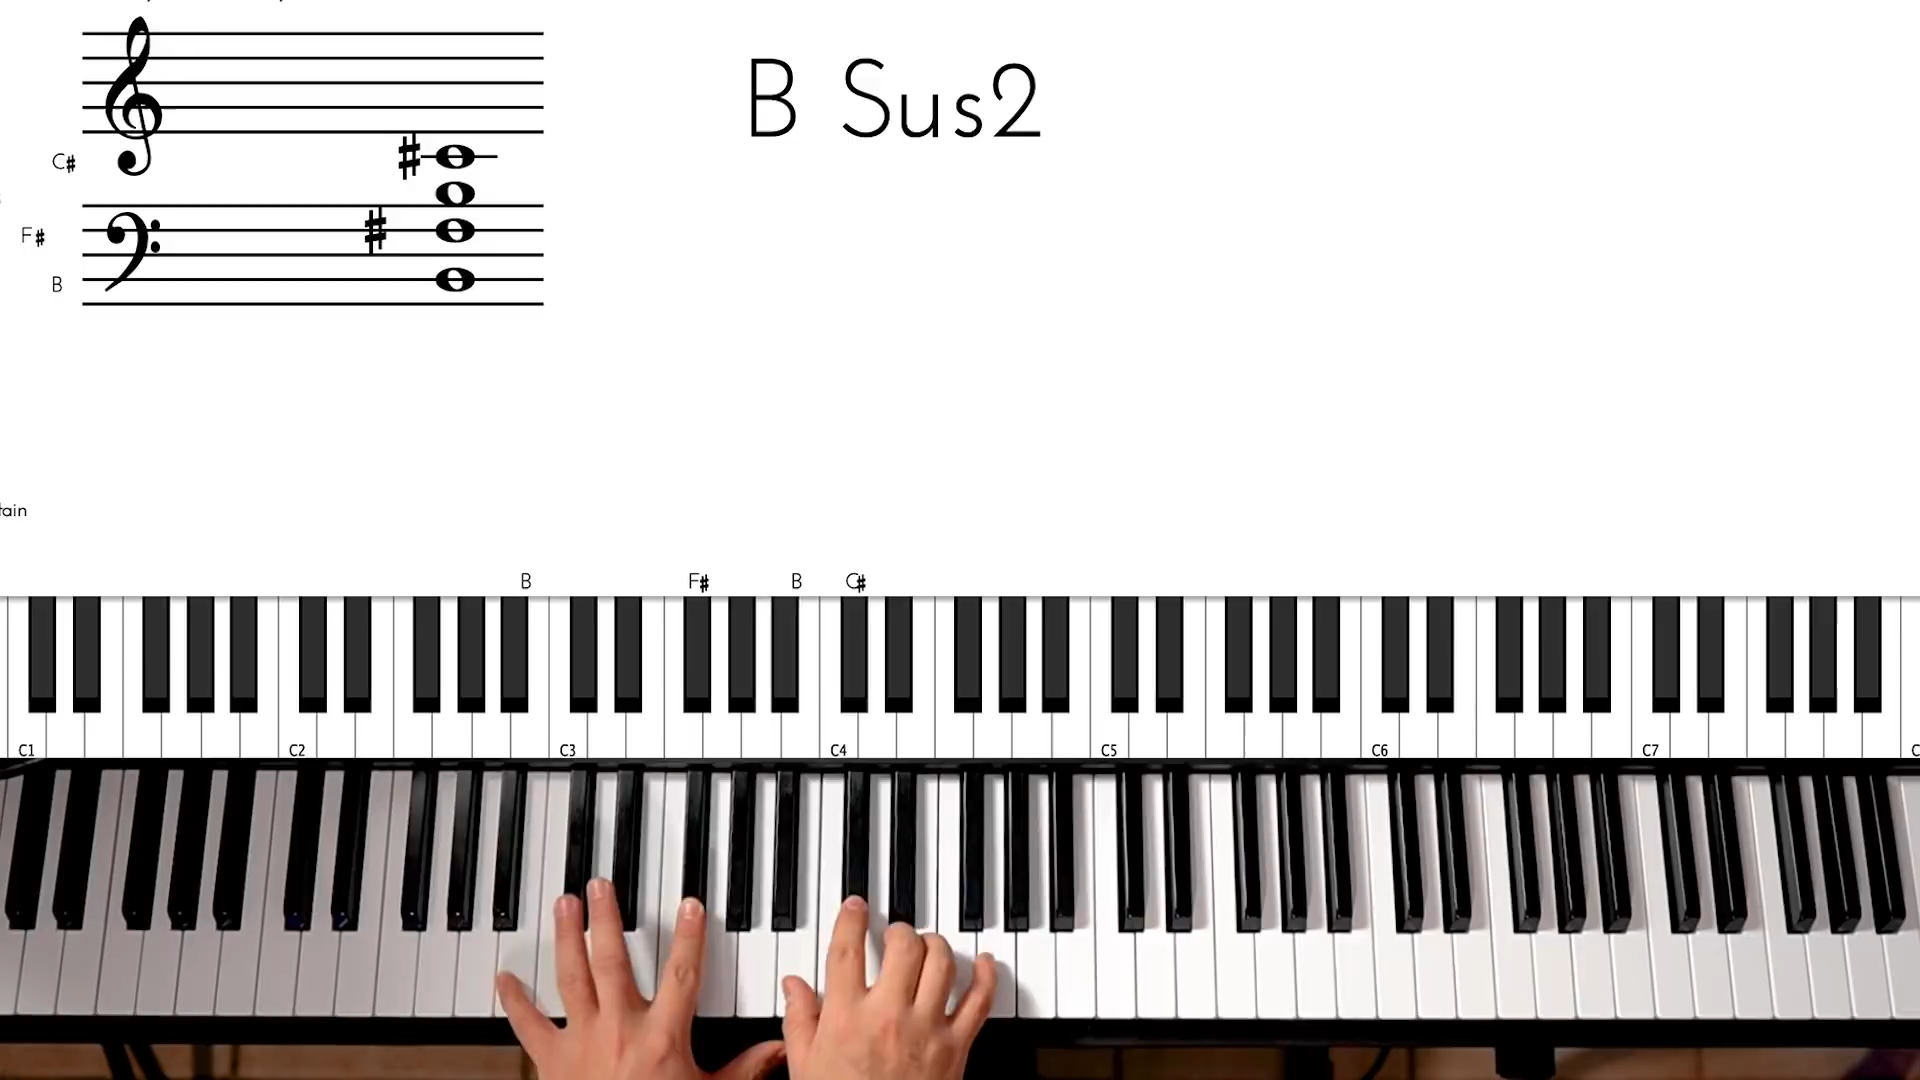 B Sus2
C#
F#
B
tain
B F# B C#
C1 C2 C3 C4 C5 C6 C7 C